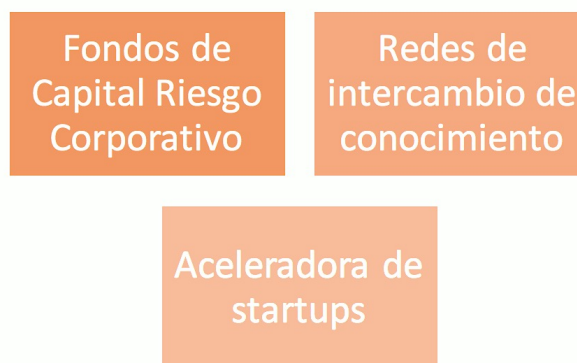 Fondos de
Capital Riesgo
Corporativo
Redes de
intercambio de
conocimiento
Aceleradora de
startups